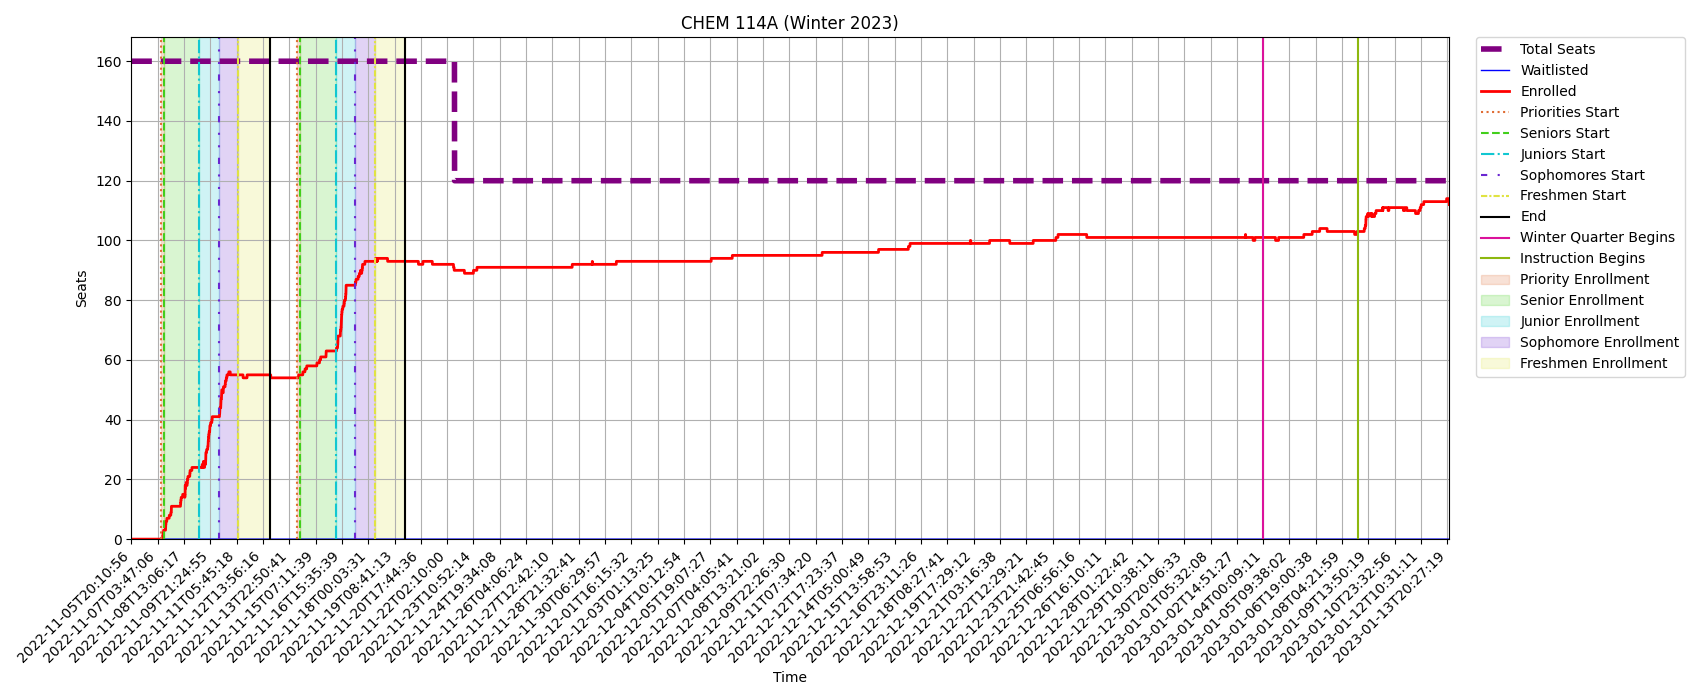 CHEM 114A (Winter 2023)
Seats
160
140
120
100
80
60
40
20
0
2022-11-05T20:10:56
2022-11-07T03:47:06
2022-11-08T13:06:17
2022-11-09T21:24:55
2022-11-11T05:45:18
2022-11-12T13:56:16
2022-11-13T22:50:41
2022-11-15T07:11:39
2022-11-16T15:35:39
2022-11-18T00:03:31
2022-11-19T08:41:13
2022-11-20T17:44:36
2022-11-22T02:10:00
2022-11-23T10:52:14
2022-11-24T19:34:08
2022-11-26T04:06:24
2022-11-27T12:42:10
2022-11-28T21:32:41
2022-11-30T06:29:57
2022-12-01T16:15:32
2022-12-03T01:13:25
2022-12-04T10:12:54
2022-12-05T19:07:27
2022-12-07T04:05:41
2022-12-08T13:21:02
2022-12-09T22:26:30
2022-12-11T07:34:20
2022-12-12T17:23:37
2022-12-14T05:00:49
2022-12-15T13:58:53
2022-12-16T23:11:26
2022-12-18T08:27:41
2022-12-19T17:29:12
2022-12-21T03:16:38
2022-12-22T12:29:21
2022-12-23T21:42:45
2022-12-25T06:56:16
2022-12-26T16:10:11
2022-12-28T01:22:42
2022-12-29T10:38:11
2022-12-30T20:06:33
2023-01-01T05:32:08
2023-01-02T14:51:27
2023-01-04T00:09:11
2023-01-05T09:38:02
2023-01-06T19:00:38
2023-01-08T04:21:59
2023-01-09T13:50:19
2023-01-10T23:32:56
2023-01-12T10:31:11
2023-01-13T20:27:19
Time
Total Seats
Waitlisted
Enrolled
Priorities Start
Seniors Start
Juniors Start
Sophomores Start
Freshmen Start
End
Winter Quarter Begins
Instruction Begins
Priority Enrollment
Senior Enrollment
Junior Enrollment
Sophomore Enrollment
Freshmen Enrollment